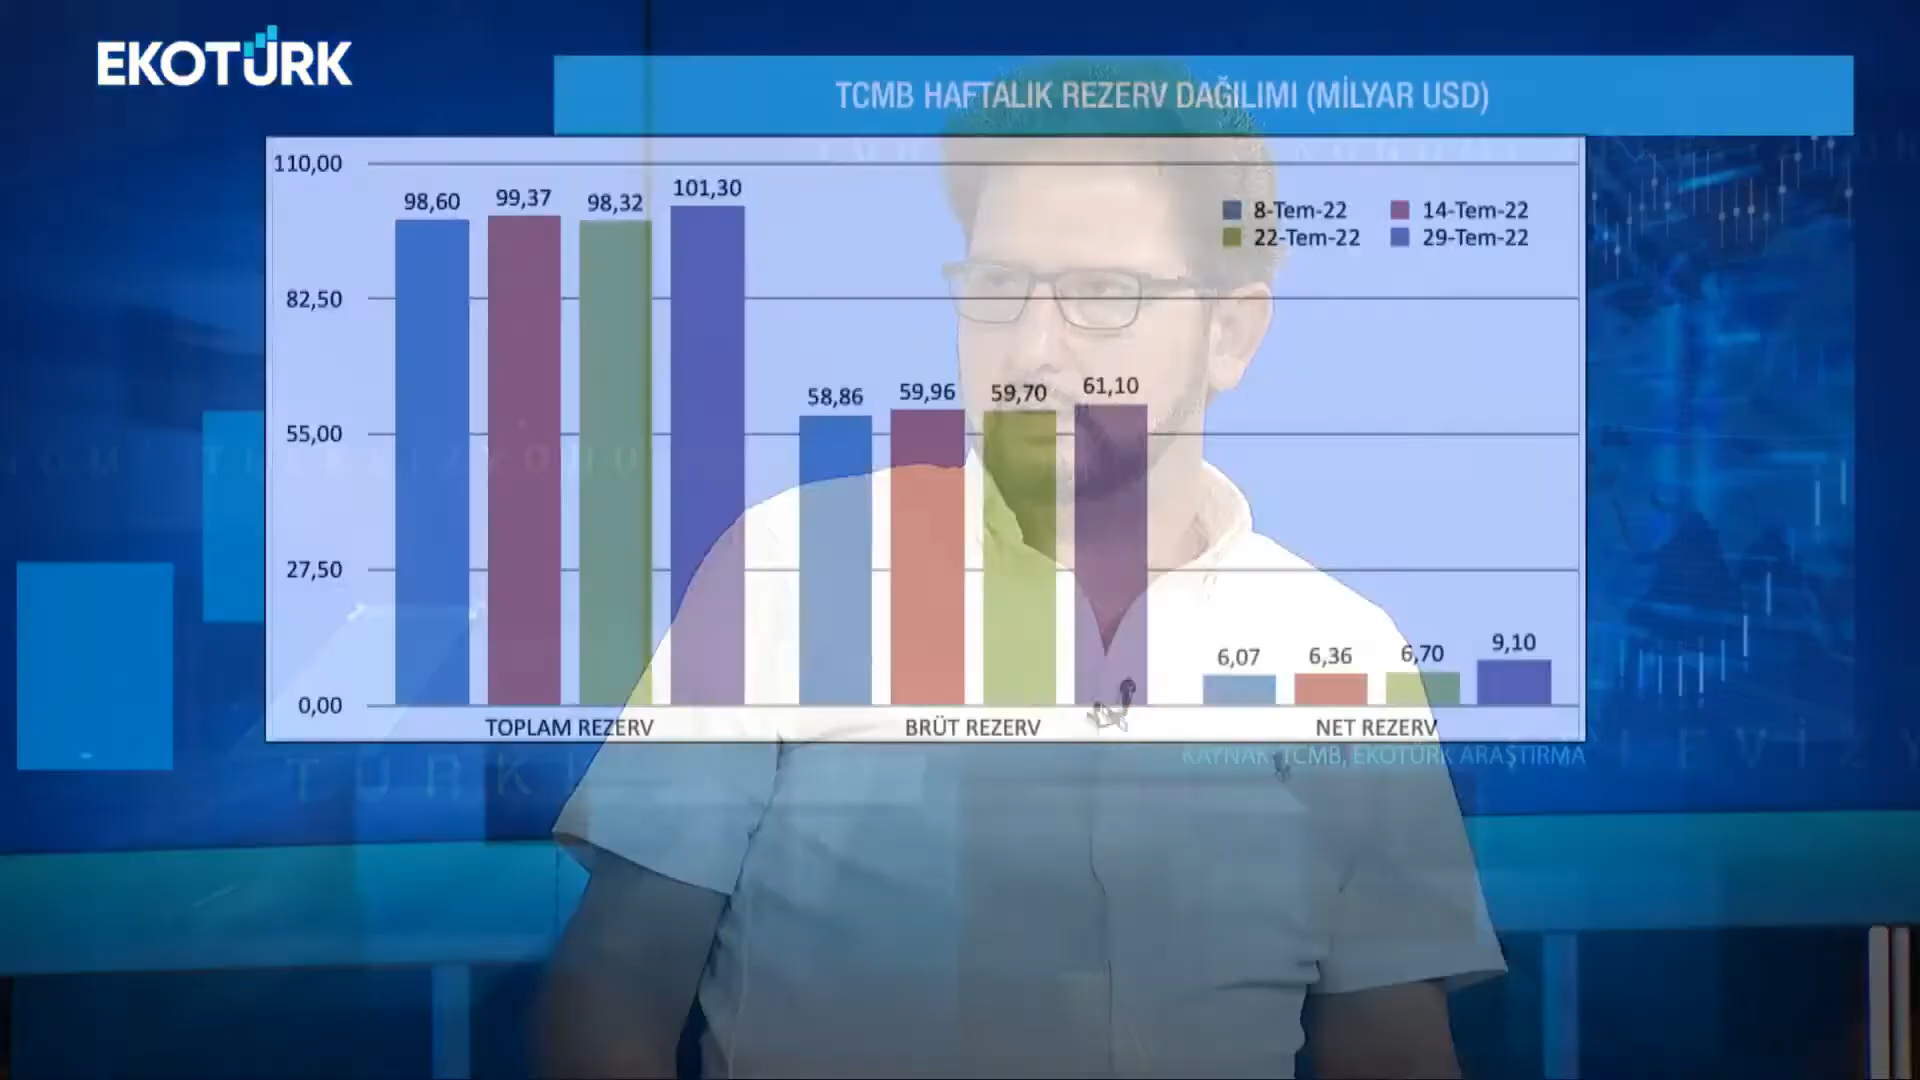 EKOTÜRK
TCMB HAFTALIK REZERV DAĞILIMI (MİLYAR USD)
110,00
82,50
55,00
27,50
0,00
98,60 99,37 98,32 101,30
58,86 59,96 59,70 61,10
6,07 6,36 6,70 9,10
8-Tem-22 14-Tem-22
22-Tem-22 29-Tem-22
TOPLAM REZERV BRÜT REZERV NET REZERV
KAYNAK: TCMB, EKOTÜRK ARAŞTIRMA